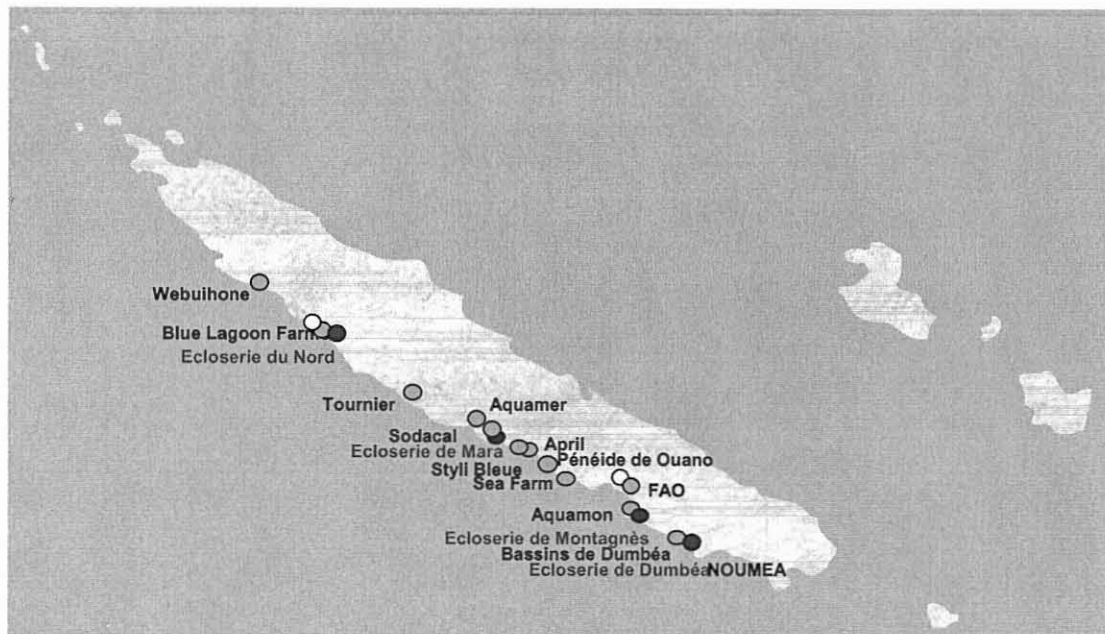 Webuihone
Blue Lagoon Farm
Ecloserie du Nord
Tournier
Aquamer
Sodacal
April
Ecloserie de Mara
Pénéide de Ouano
Styli Bleue
Sea Farm
FAO
Aquamon
Ecloserie de Montagnès
Bassins de Dumbéa
Ecloserie de Dumbéa
NOUMEA